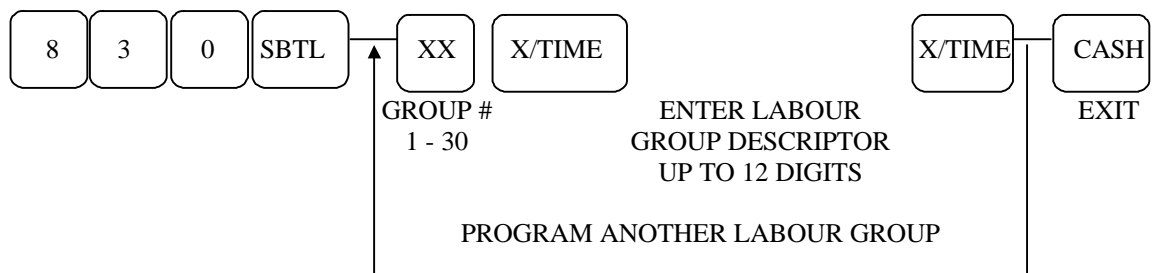 8 3 0 SBTL XX X/TIME X/TIME CASH
GROUP # ENTER LABOUR EXIT
1 - 30 GROUP DESCRIPTOR
UP TO 12 DIGITS
PROGRAM ANOTHER LABOUR GROUP